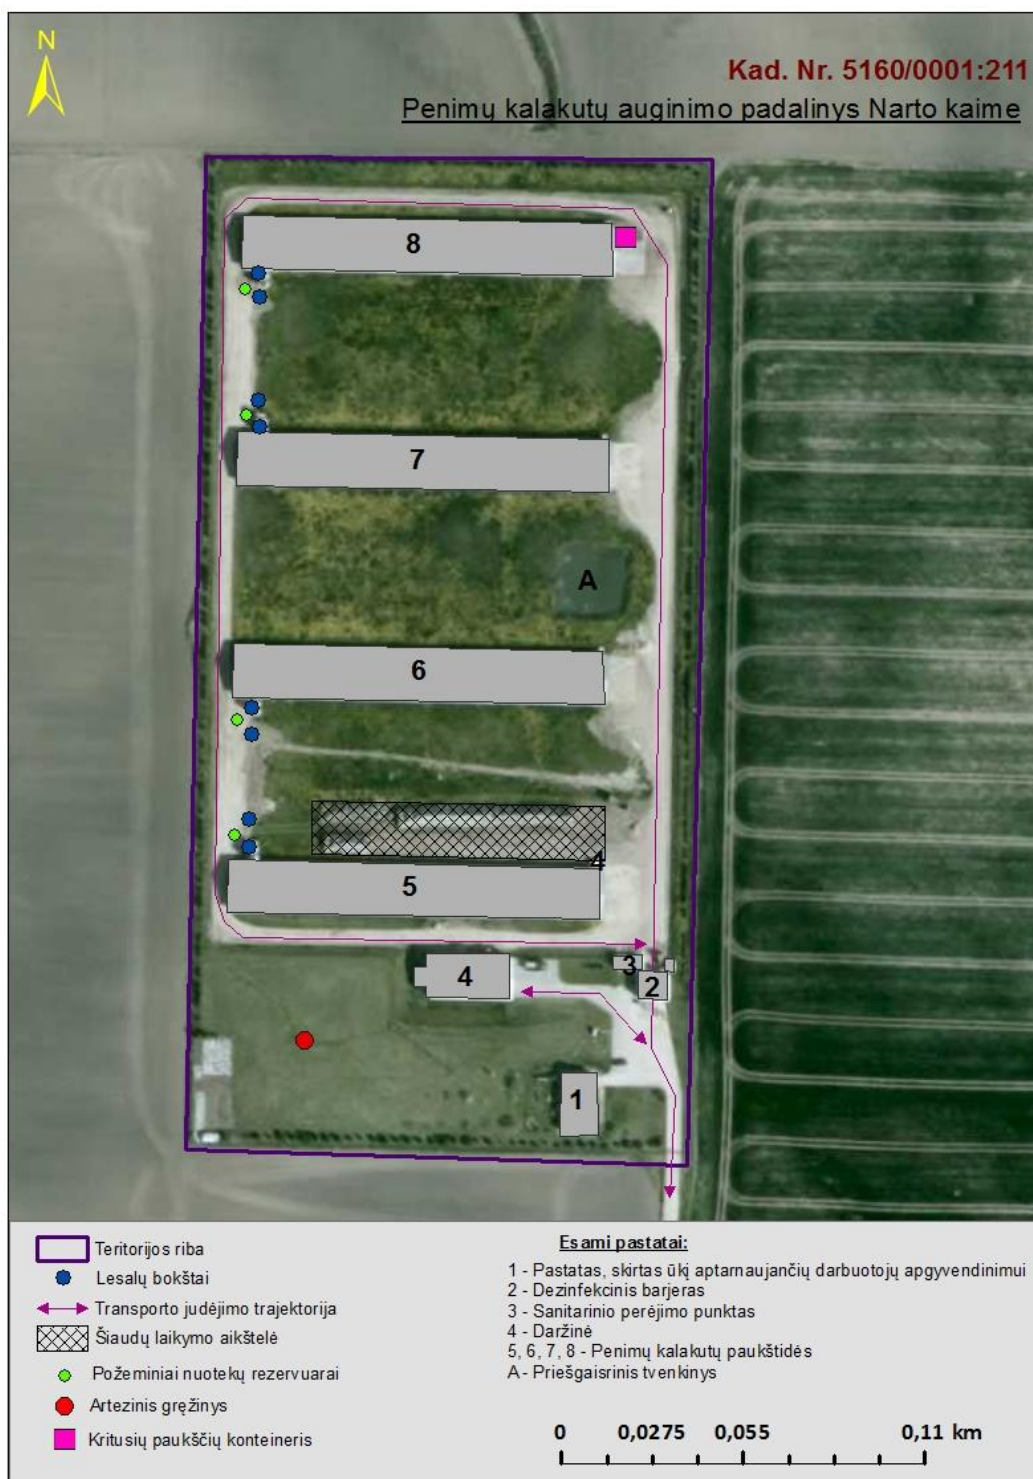 N
Kad. Nr. 5160/0001:211
Penimų kalakutų auginimo padalinys Narto kaime
8
7
A
6
4
5
3
4
2
1
Teritorijos riba
Lesalų bokštai
Transporto judėjimo trajektorija
Šiaudų laikymo aikštelė
Požeminiai nuotekų rezervuarai
Artezinis gręžinys
Kritusių paukščių konteineris
Esami pastatai:
1 - Pastatas, skirtas ūkį aptarnaujančių darbuotojų apgyvendinimui
2 - Dezinfekcinis barjeras
3 - Sanitarinio perėjimo punktas
4 - Daržinė
5, 6, 7, 8 - Penimų kalakutų paukštidės
A - Priešgaisrinis tvenkinys
0 0,0275 0,055 0,11 km